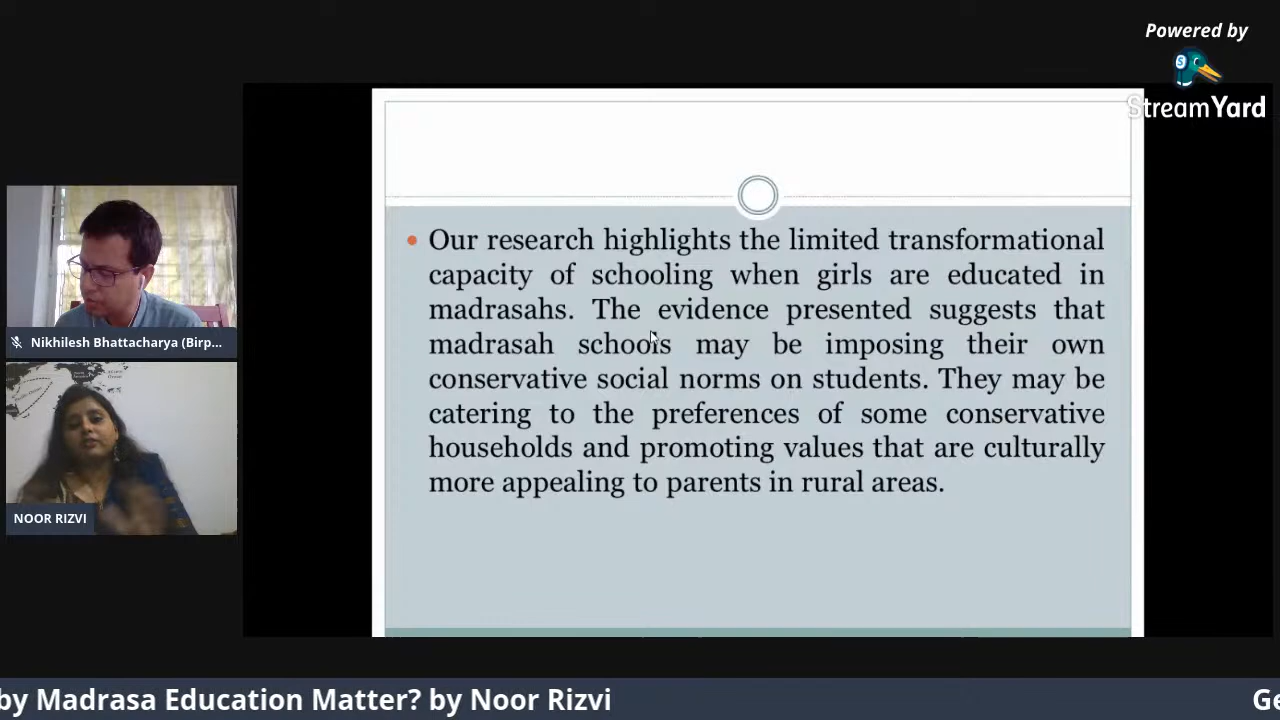 Powered by
StreamYard
Our research highlights the limited transformational
capacity of schooling when girls are educated in
madrasahs. The evidence presented suggests that
madrasah schools may be imposing their own
conservative social norms on students. They may be
catering to the preferences of some conservative
households and promoting values that are culturally
more appealing to parents in rural areas.
Nikhilesh Bhattacharya (Birp...
NOOR RIZVI
by Madrasa Education Matter? by Noor Rizvi
Ge